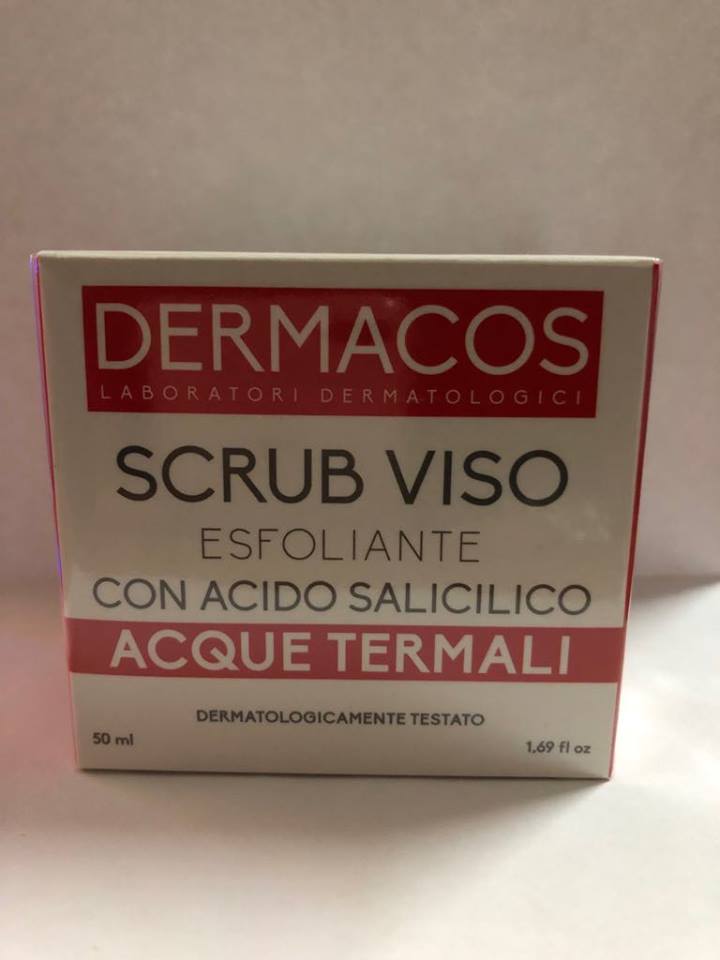 DERMACOS
LABORATORI DERMATOLOGICI
SCRUB VISO
ESFOLIANTE
CON ACIDO SALICILICO
ACQUE TERMALI
DERMATOLOGICAMENTE TESTATO
50 ml
1,69 fl oz